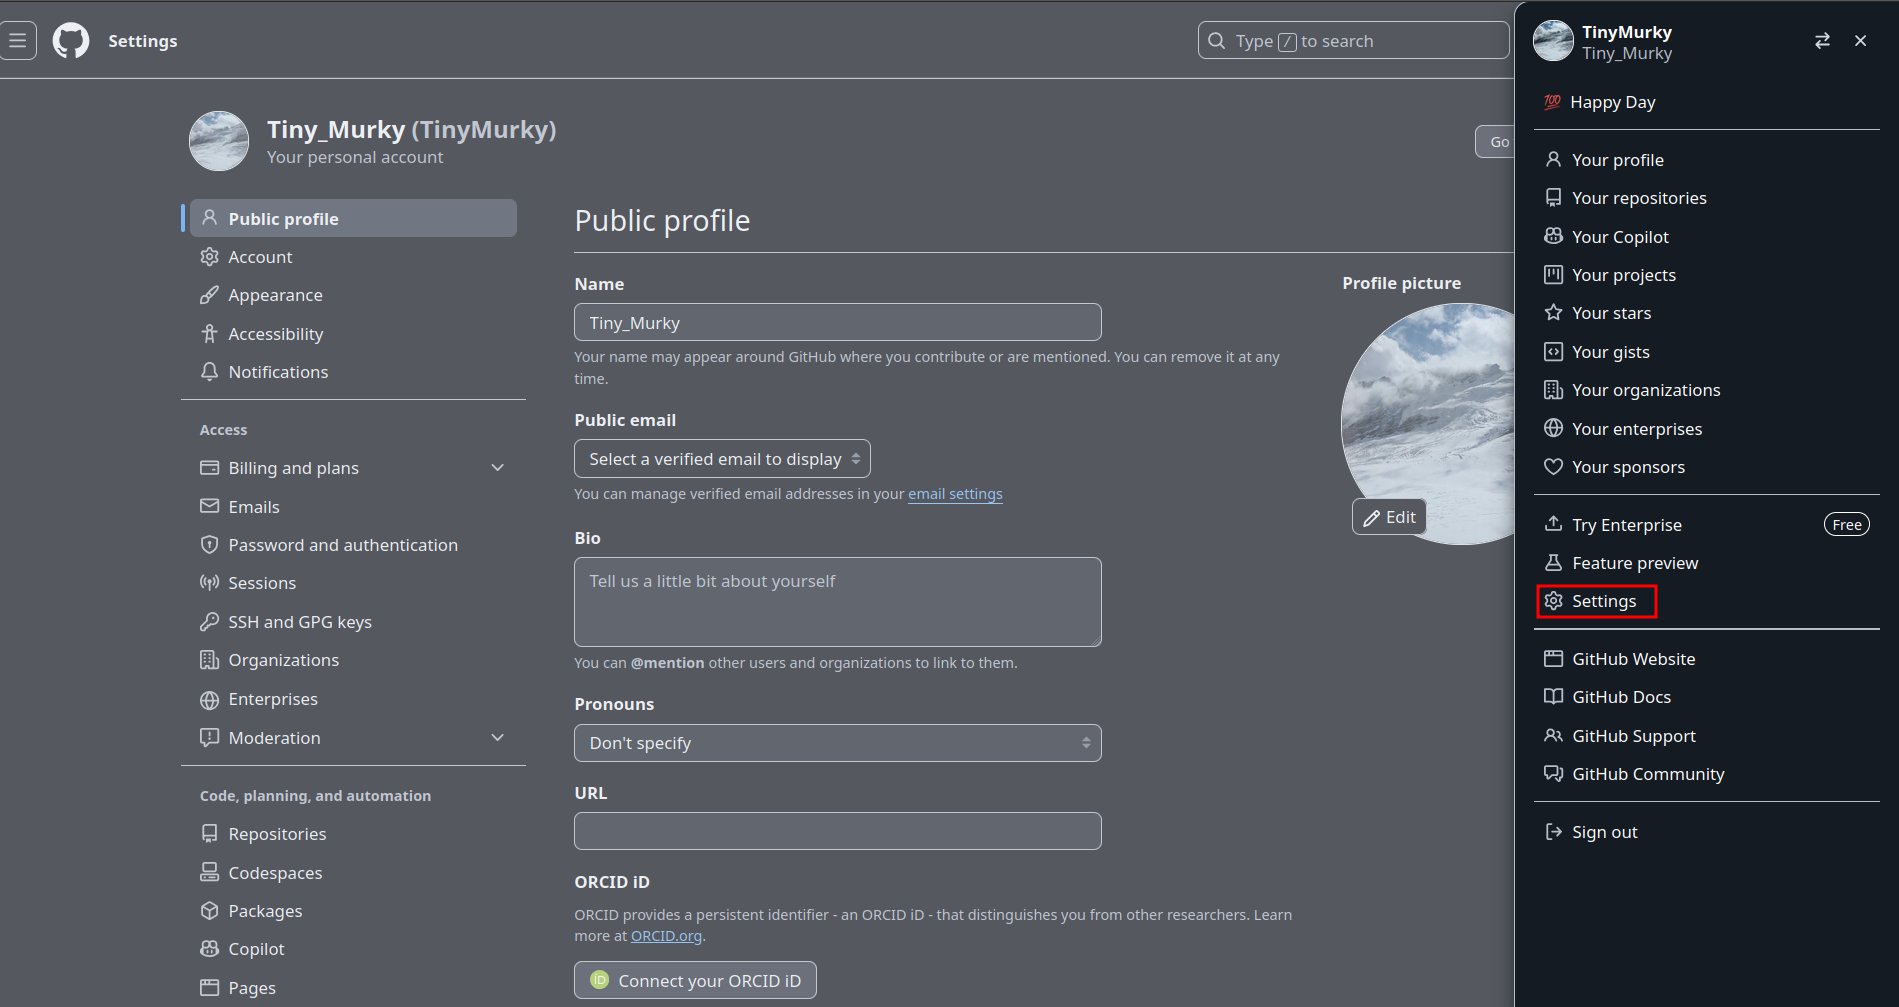 Settings
Type / to search
Tiny_Murky (TinyMurky)
Your personal account
Go
Public profile
Account
Appearance
Accessibility
Notifications
Access
Billing and plans
Emails
Password and authentication
Sessions
SSH and GPG keys
Organizations
Enterprises
Moderation
Code, planning, and automation
Repositories
Codespaces
Packages
Copilot
Pages
Public profile
Name
Tiny_Murky
Your name may appear around GitHub where you contribute or are mentioned. You can remove it at any
time.
Public email
Select a verified email to display
You can manage verified email addresses in your email settings
Bio
Tell us a little bit about yourself
You can @mention other users and organizations to link to them.
Pronouns
Don't specify
URL
ORCID iD
ORCID provides a persistent identifier - an ORCID iD - that distinguishes you from other researchers. Learn
more at ORCID.org.
iD Connect your ORCID iD
Profile picture
Edit
TinyMurky
Tiny_Murky
100 Happy Day
Your profile
Your repositories
Your Copilot
Your projects
Your stars
Your gists
Your organizations
Your enterprises
Your sponsors
Try Enterprise Free
Feature preview
Settings
GitHub Website
GitHub Docs
GitHub Support
GitHub Community
Sign out